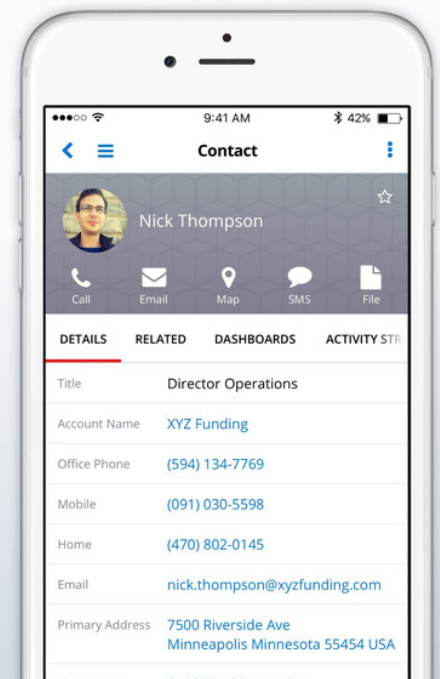 9:41 AM
42%
Contact
Nick Thompson
Call Email Map SMS File
DETAILS RELATED DASHBOARDS ACTIVITY STR
Title Director Operations
Account Name XYZ Funding
Office Phone (594) 134-7769
Mobile (091) 030-5598
Home (470) 802-0145
Email nick.thompson@xyzfunding.com
Primary Address 7500 Riverside Ave
Minneapolis Minnesota 55454 USA